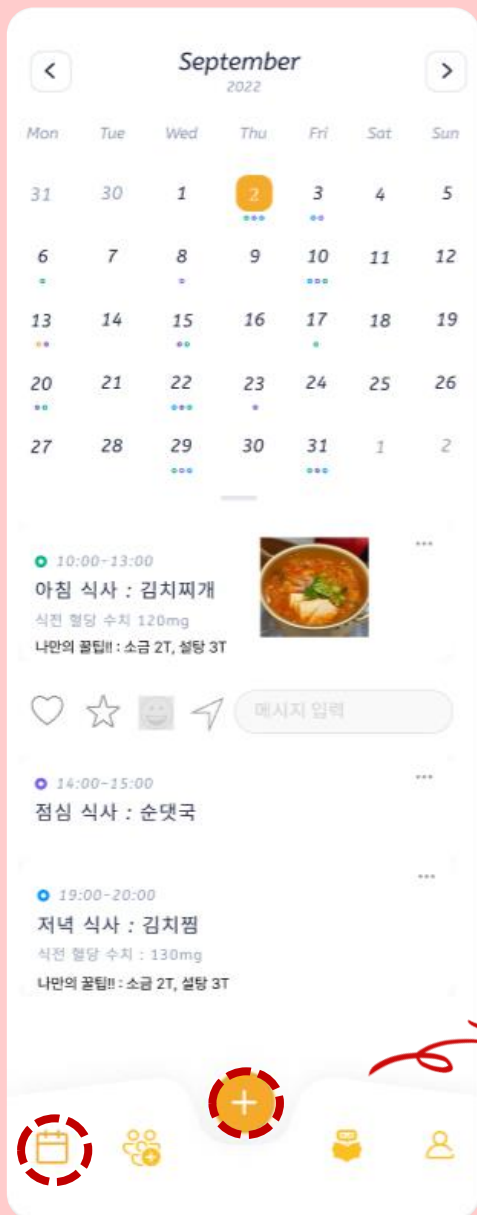 September
2022
Mon Tue Wed Thu Fri Sat Sun
31 30 1 2 3 4 5
6 7 8 9 10 11 12
13 14 15 16 17 18 19
20 21 22 23 24 25 26
27 28 29 30 31 1 2
10:00-13:00
아침 식사 : 김치찌개
식전 혈당 수치 120mg
나만의 꿀팁!! : 소금 2T, 설탕 3T
메시지 입력
14:00-15:00
점심 식사 : 순댓국
19:00-20:00
저녁 식사 : 김치찜
식전 혈당 수치 : 130mg
나만의 꿀팁!! : 소금 2T, 설탕 3T